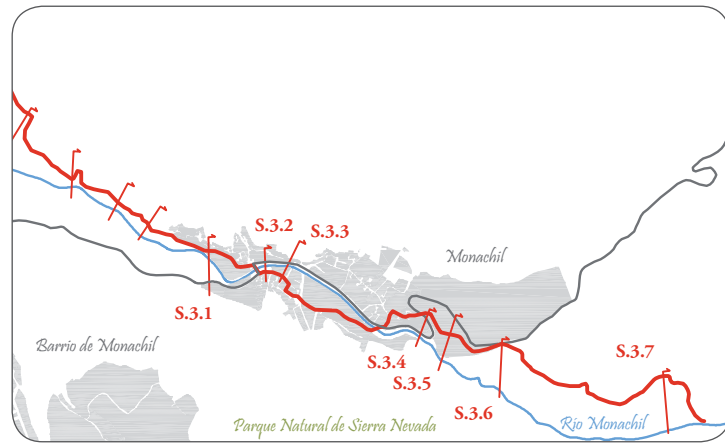 S.3.2
S.3.3
Monachil
S.3.1
Barrio de Monachil
S.3.4
S.3.5
S.3.7
S.3.6
Parque Natural de Sierra Nevada
Rio Monachil